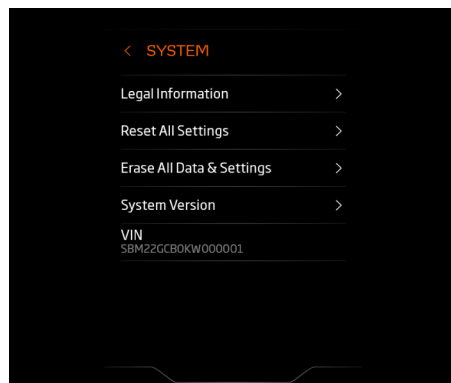 SYSTEM
Legal Information
Reset All Settings
Erase All Data & Settings
System Version
VIN
SBM22GCB0KW000001